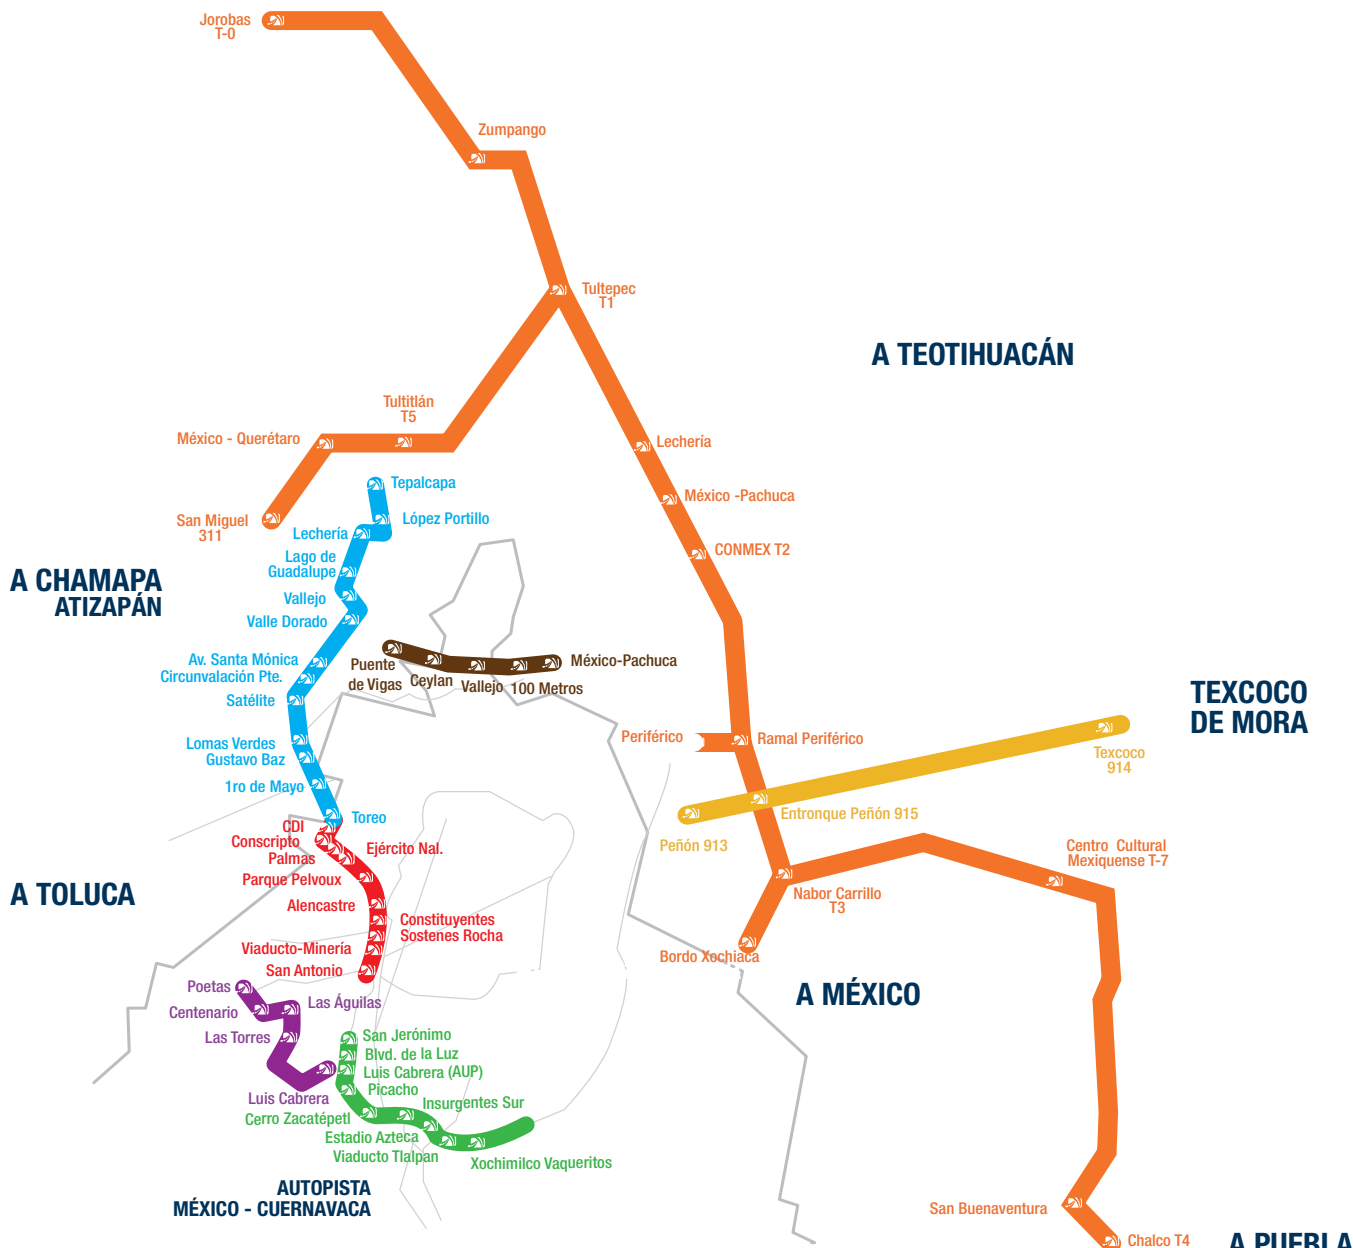 Jorobas
T-0
Zumpango
Tultepec
T1
A TEOTIHUACÁN
Tultitlán
T5
México - Querétaro
Lechería
Tepalcapa
México -Pachuca
San Miguel
311
López Portillo
Lechería
CONMEX T2
Lago de
Guadalupe
A CHAMAPA
ATIZAPÁN
Vallejo
Valle Dorado
Av. Santa Mónica
Circunvalación Pte.
Puente
de Vigas
Ceylan
Vallejo
100 Metros
México-Pachuca
Satélite
TEXCOCO
DE MORA
Lomas Verdes
Gustavo Baz
Periférico
Ramal Periférico
Texcoco
914
1ro de Mayo
Toreo
Entronque Peñón 915
Peñón 913
CDI
Conscripto
Palmas
Ejército Nal.
Centro Cultural
Mexiquense T-7
Parque Pelvoux
A TOLUCA
Nabor Carrillo
T3
Alencastre
Constituyentes
Sostenes Rocha
Viaducto-Minería
San Antonio
Bordo Xochiaca
Poetas
A MÉXICO
Centenario
Las Águilas
Las Torres
San Jerónimo
Blvd. de la Luz
Luis Cabrera (AUP)
Picacho
Luis Cabrera
Insurgentes Sur
Cerro Zacatépetl
Estadio Azteca
Viaducto Tlalpan
Xochimilco Vaqueritos
AUTOPISTA
MÉXICO - CUERNAVACA
San Buenaventura
Chalco T4
A PUEBLA